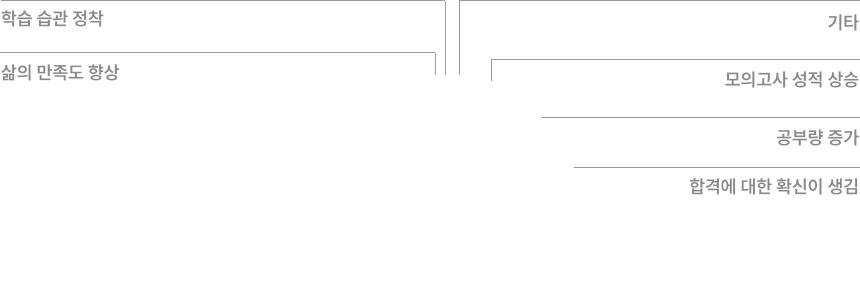 학습 습관 정착
삶의 만족도 향상
기타
모의고사 성적 상승
공부량 증가
합격에 대한 확신이 생김